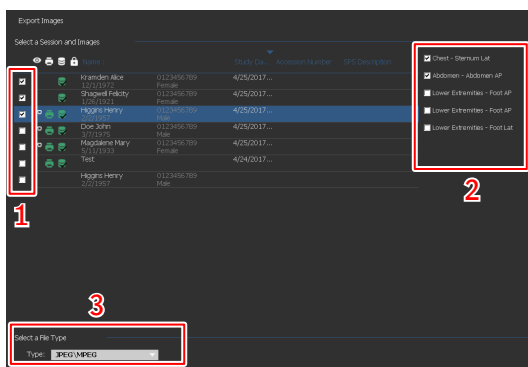 Export Images
Select a Session and Images
Name Study Da... Accession Number SPS Description
Kramden Alice 0123456789 4/25/2017...
12/1/1972 Female
Shagwell Felicity 0123456789 4/25/2017...
1/26/1921 Female
Higgins Henry 0123456789 4/25/2017...
2/2/1957 Male
Doe John 0123456789 4/25/2017...
3/7/1975 Male
Magdalene Mary 0123456789 4/25/2017...
5/11/1933 Female
Test 4/24/2017...
Higgins Henry 0123456789
2/2/1957 Male
1
Chest - Sternum Lat
Abdomen - Abdomen AP
Lower Extremities - Foot AP
Lower Extremities - Foot AP
Lower Extremities - Foot Lat
2
3
Select a File Type
Type: JPEG\MPEG